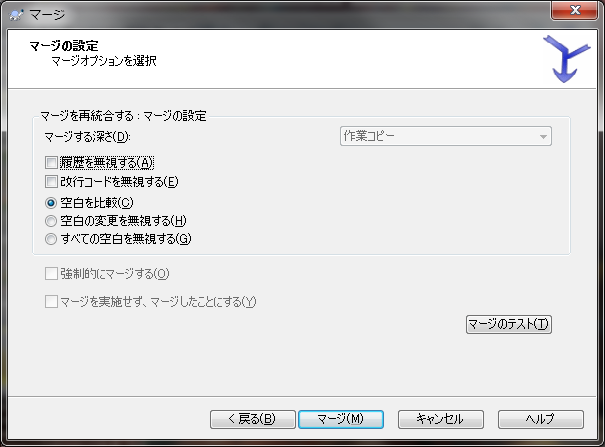 マージ
マージの設定
マージオプションを選択
マージを再統合する : マージの設定
マージする深さ(D):
作業コピー
履歴を無視する(A)
改行コードを無視する(E)
空白を比較(C)
空白の変更を無視する(H)
すべての空白を無視する(G)
強制的にマージする(O)
マージを実施せず、マージしたことにする(Y)
マージのテスト(T)
< 戻る(B)
マージ(M)
キャンセル
ヘルプ